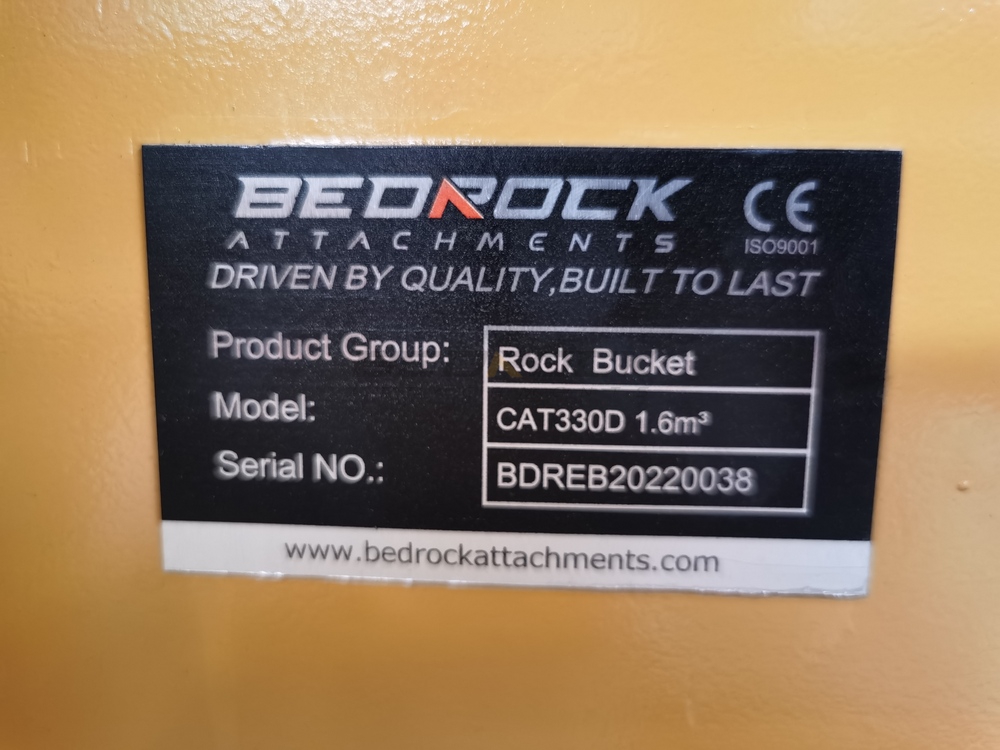 BEDROCK
ATTACHMENTS
CE
ISO9001
DRIVEN BY QUALITY,BUILT TO LAST
Product Group: Rock Bucket
Model: CAT330D 1.6m³
Serial NO.: BDREB20220038
www.bedrockattachments.com